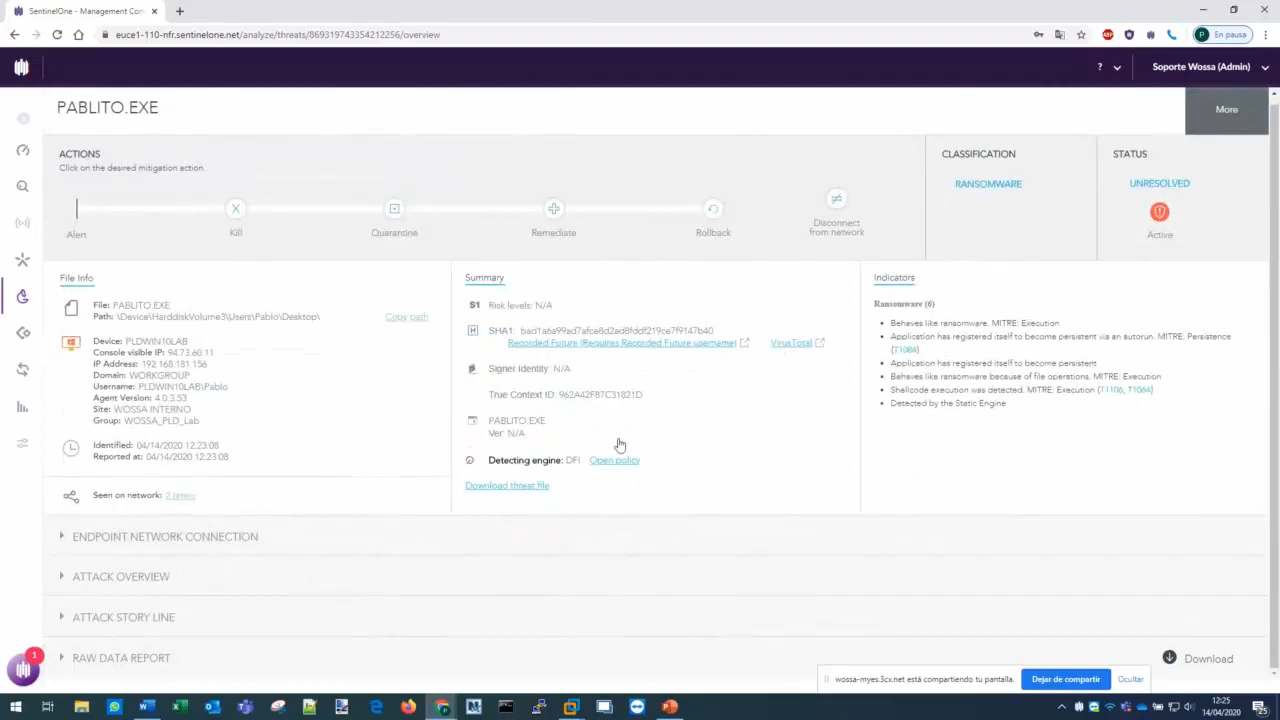 SentinelOne - Management Con
euce1-110-nfr.sentinelone.net/analyze/threats/869319743354212256/overview
ABP
P En pausa
? Soporte Wossa (Admin)
PABLITO.EXE
More
ACTIONS
Click on the desired mitigation action.
Alert
Kill
Quarantine
Remediate
Rollback
Disconnect
from network
CLASSIFICATION
RANSOMWARE
STATUS
UNRESOLVED
Active
File Info
File: PABLITO.EXE
Path: \Device\HarddiskVolume3\Users\Pablo\Desktop\
Copy path
Device: PLDWIN10LAB
Console visible IP: 94.73.60.11
IP Address: 192.168.181.156
Domain: WORKGROUP
Username: PLDWIN10LAB\Pablo
Agent Version: 4.0.3.53
Site: WOSSA INTERNO
Group: WOSSA_PLD_Lab
Identified: 04/14/2020 12:23:08
Reported at: 04/14/2020 12:23:08
Seen on network: 2 times
Summary
S1 Risk levels: N/A
SHA1: bad1a6a99ad7afce8d2ad8fddf219ce7f9147b40
Recorded Future (Requires Recorded Future username) VirusTotal
Signer Identity N/A
True Context ID: 962A42F87C31821D
PABLITO.EXE
Ver: N/A
Detecting engine: DFI Open policy
Download threat file
Indicators
Ransomware (6)
Behaves like ransomware. MITRE: Execution
Application has registered itself to become persistent via an autorun. MITRE: Persistence
{T1084}
Application has registered itself to become persistent
Behaves like ransomware because of file operations. MITRE: Execution
Shellcode execution was detected. MITRE: Execution {T1106, T1064}
Detected by the Static Engine
ENDPOINT NETWORK CONNECTION
ATTACK OVERVIEW
ATTACK STORY LINE
RAW DATA REPORT
Download
1
wossa-myes.3cx.net está compartiendo tu pantalla.
Dejar de compartir
Ocultar
12:25
14/04/2020
25